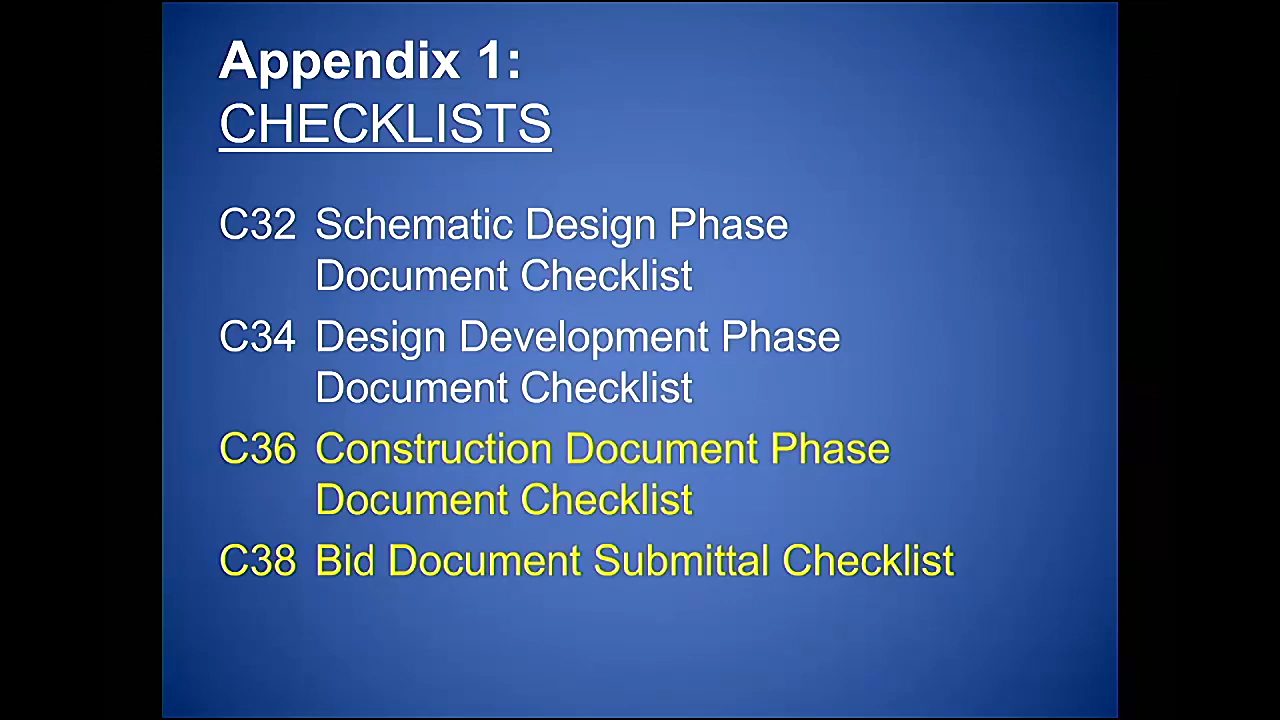 Appendix 1:
CHECKLISTS
C32 Schematic Design Phase
Document Checklist
C34 Design Development Phase
Document Checklist
C36 Construction Document Phase
Document Checklist
C38 Bid Document Submittal Checklist